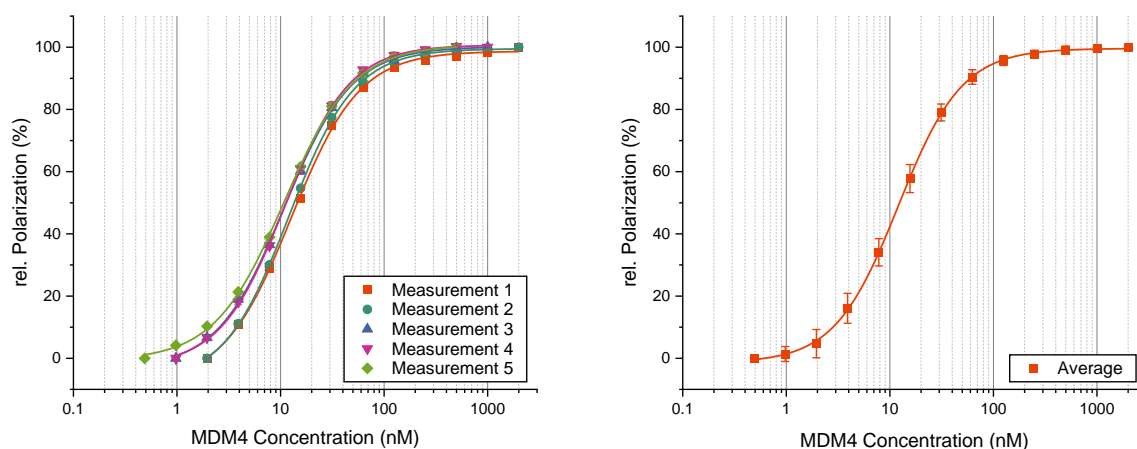 rel. Polarization (%)
100
80
60
40
20
0
0.1
1
10
100
1000
MDM4 Concentration (nM)
Measurement 1
Measurement 2
Measurement 3
Measurement 4
Measurement 5
rel. Polarization (%)
100
80
60
40
20
0
0.1
1
10
100
1000
MDM4 Concentration (nM)
Average